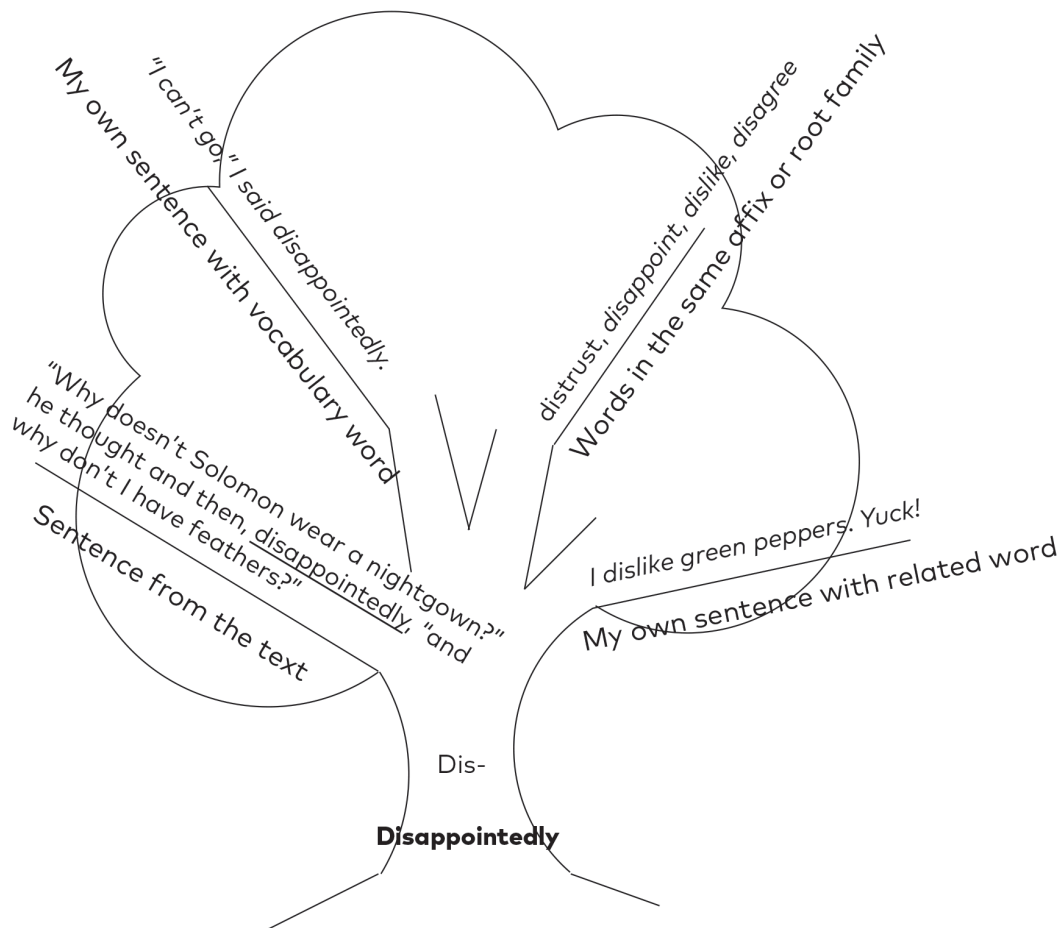 "I can't go," I said disappointedly.
My own sentence with vocabulary word
distrust, disappoint, dislike, disagree
Words in the same affix or root family
"Why doesn't Solomon wear a nightgown?"
he thought and then, disappointedly, "and
why don't I have feathers?"
Sentence from the text
I dislike green peppers. Yuck!
My own sentence with related word
Dis-
Disappointedly